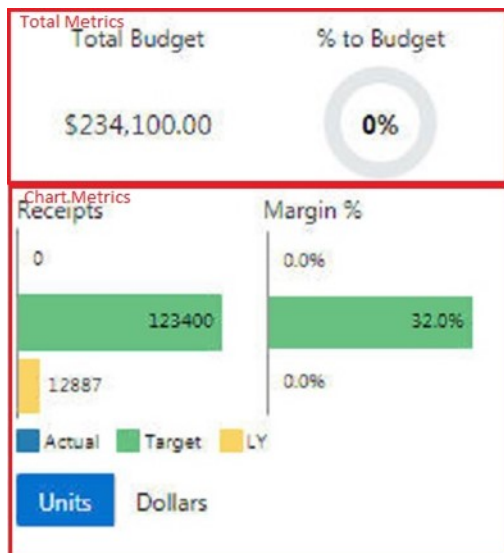 Total Metrics
Total Budget
% to Budget
$234,100.00
0%
Chart.Metrics
Receipts
Margin %
0
0.0%
123400
32.0%
12887
0.0%
Actual Target LY
Units Dollars